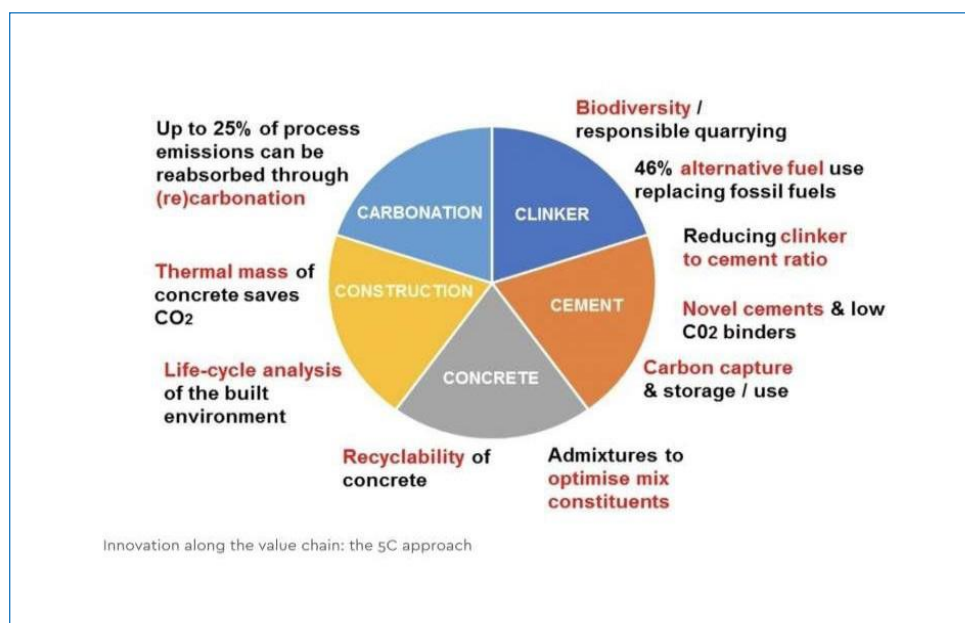 Biodiversity /
responsible quarrying
46% alternative fuel use
replacing fossil fuels
Reducing clinker
to cement ratio
Novel cements & low
C02 binders
Carbon capture
& storage / use
Admixtures to
optimise mix
constituents
Recyclability of
concrete
Life-cycle analysis
of the built
environment
Thermal mass of
concrete saves
CO2
Up to 25% of process
emissions can be
reabsorbed through
(re)carbonation
CARBONATION
CLINKER
CONSTRUCTION
CEMENT
CONCRETE
Innovation along the value chain: the 5C approach